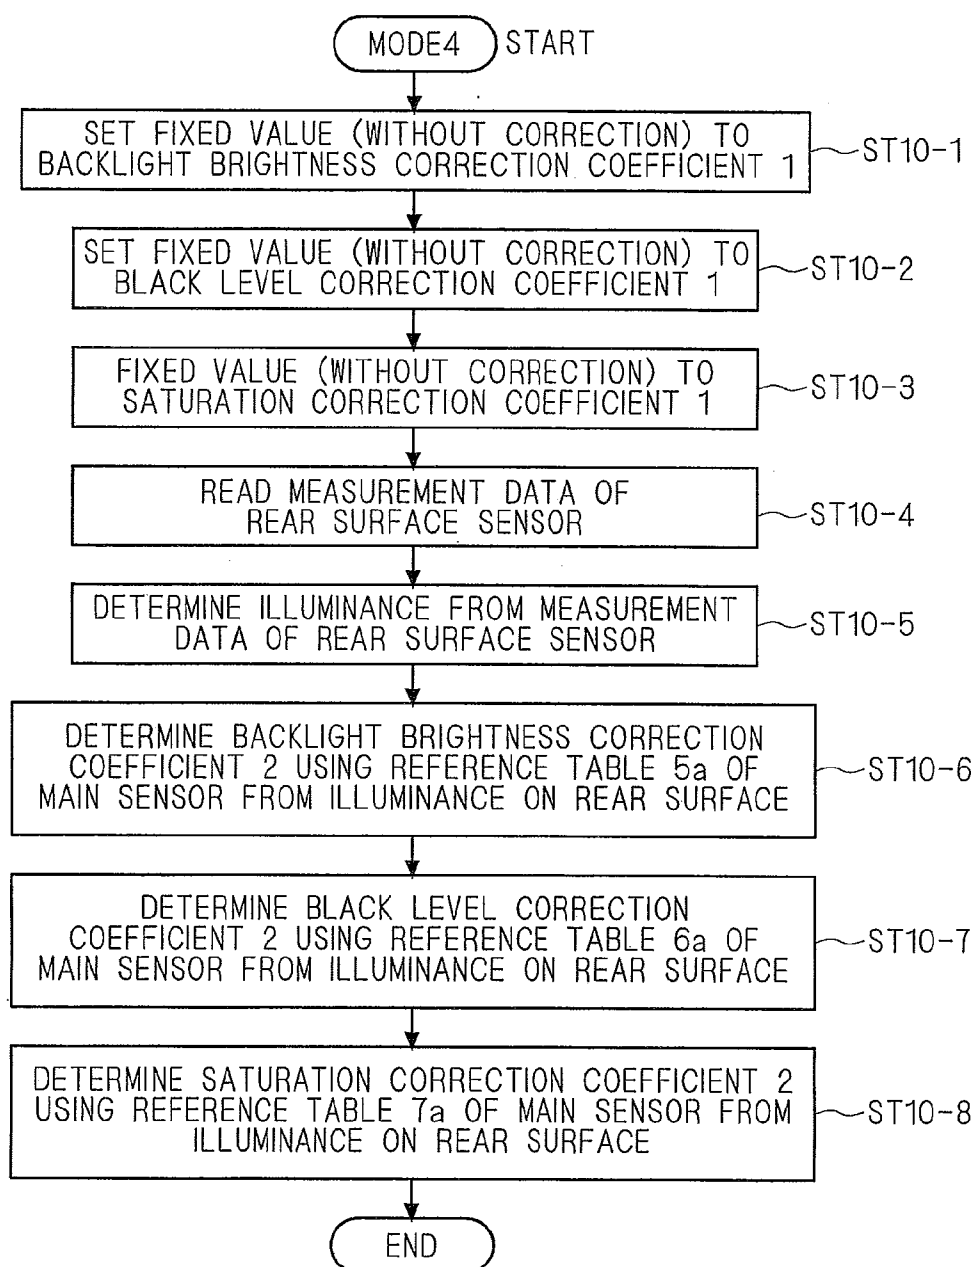 MODE4 START
SET FIXED VALUE (WITHOUT CORRECTION) TO
BACKLIGHT BRIGHTNESS CORRECTION COEFFICIENT 1
ST10-1
SET FIXED VALUE (WITHOUT CORRECTION) TO
BLACK LEVEL CORRECTION COEFFICIENT 1
ST10-2
FIXED VALUE (WITHOUT CORRECTION) TO
SATURATION CORRECTION COEFFICIENT 1
ST10-3
READ MEASUREMENT DATA OF
REAR SURFACE SENSOR
ST10-4
DETERMINE ILLUMINANCE FROM MEASUREMENT
DATA OF REAR SURFACE SENSOR
ST10-5
DETERMINE BACKLIGHT BRIGHTNESS CORRECTION
COEFFICIENT 2 USING REFERENCE TABLE 5a OF
MAIN SENSOR FROM ILLUMINANCE ON REAR SURFACE
ST10-6
DETERMINE BLACK LEVEL CORRECTION
COEFFICIENT 2 USING REFERENCE TABLE 6a OF
MAIN SENSOR FROM ILLUMINANCE ON REAR SURFACE
ST10-7
DETERMINE SATURATION CORRECTION COEFFICIENT 2
USING REFERENCE TABLE 7a OF MAIN SENSOR FROM
ILLUMINANCE ON REAR SURFACE
ST10-8
END